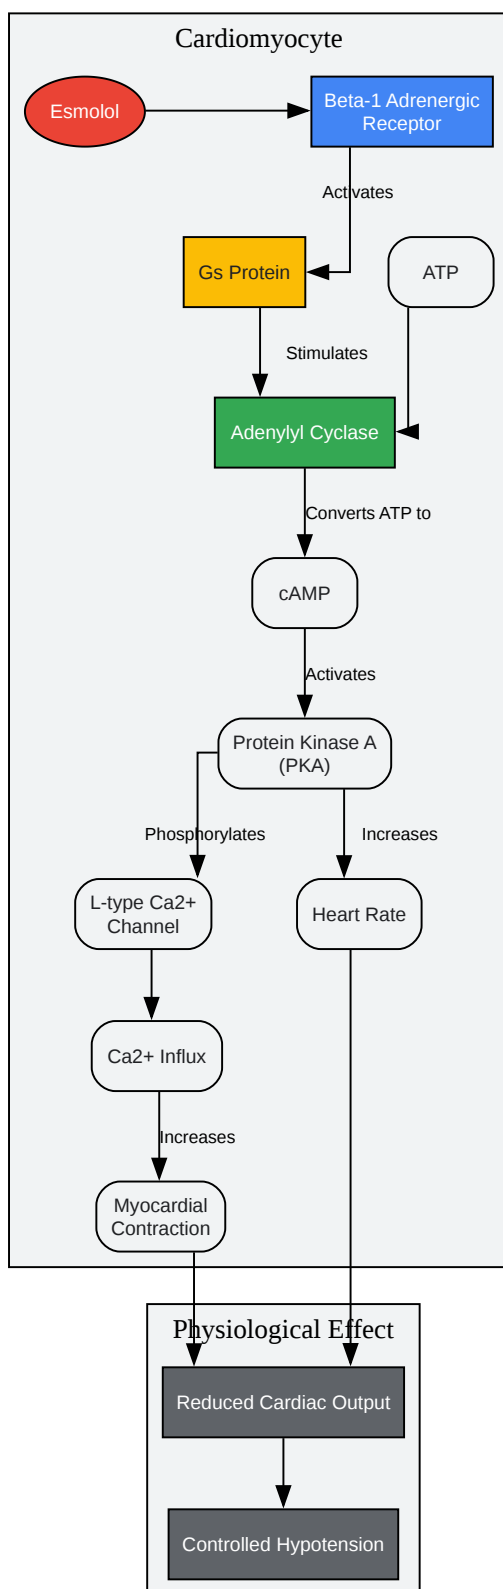 Cardiomyocyte
Esmolol
Beta-1 Adrenergic
Receptor
Activates
Gs Protein
ATP
Stimulates
Adenylyl Cyclase
Converts ATP to
cAMP
Activates
Protein Kinase A
(PKA)
Phosphorylates
Increases
L-type Ca2+
Channel
Heart Rate
Ca2+ Influx
Increases
Myocardial
Contraction
Physiological Effect
Reduced Cardiac Output
Controlled Hypotension